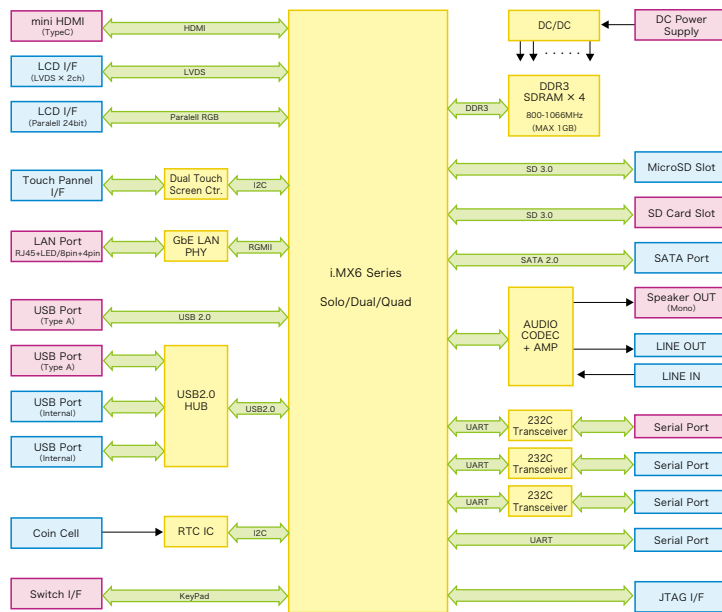 mini HDMI
(TypeC)
HDMI
LCD I/F
(LVDS × 2ch)
LVDS
LCD I/F
(Paralell 24bit)
Paralell RGB
Touch Pannel
I/F
Dual Touch
Screen Ctr.
I2C
LAN Port
RJ45+LED/8pin+4pin
GbE LAN
PHY
RGMII
USB Port
(Type A)
USB 2.0
USB Port
(Type A)
USB Port
(Internal)
USB Port
(Internal)
USB2.0
HUB
USB2.0
Coin Cell
RTC IC
I2C
Switch I/F
KeyPad
i.MX6 Series
Solo/Dual/Quad
DC/DC
DC Power
Supply
DDR3
DDR3
SDRAM × 4
800-1066MHz
(MAX 1GB)
SD 3.0
MicroSD Slot
SD 3.0
SD Card Slot
SATA 2.0
SATA Port
AUDIO
CODEC
+ AMP
Speaker OUT
(Mono)
LINE OUT
LINE IN
UART
232C
Transceiver
Serial Port
UART
232C
Transceiver
Serial Port
UART
232C
Transceiver
Serial Port
UART
Serial Port
JTAG I/F